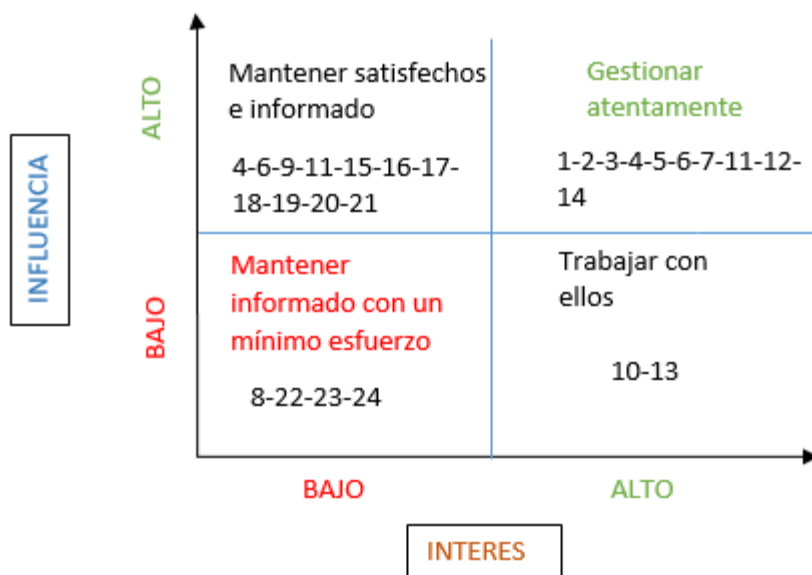 Mantener satisfechos
e informado
4-6-9-11-15-16-17-
18-19-20-21
Gestionar
atentamente
1-2-3-4-5-6-7-11-12-
14
ALTO
INFLUENCIA
BAJO
Mantener
informado con un
mínimo esfuerzo
8-22-23-24
Trabajar con
ellos
10-13
BAJO
ALTO
INTERES